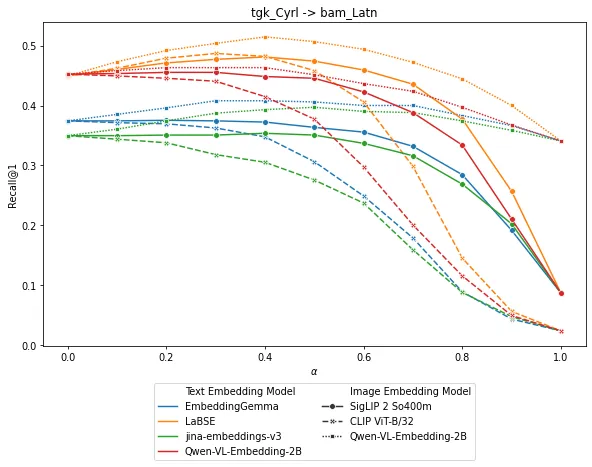 tgk_Cyrl -> bam_Latn
Recall@1
0.5
0.4
0.3
0.2
0.1
0.0
0.0 0.2 0.4 0.6 0.8 1.0
α
Text Embedding Model
EmbeddingGemma
LaBSE
jina-embeddings-v3
Qwen-VL-Embedding-2B
Image Embedding Model
SigLIP 2 So400m
CLIP ViT-B/32
Qwen-VL-Embedding-2B